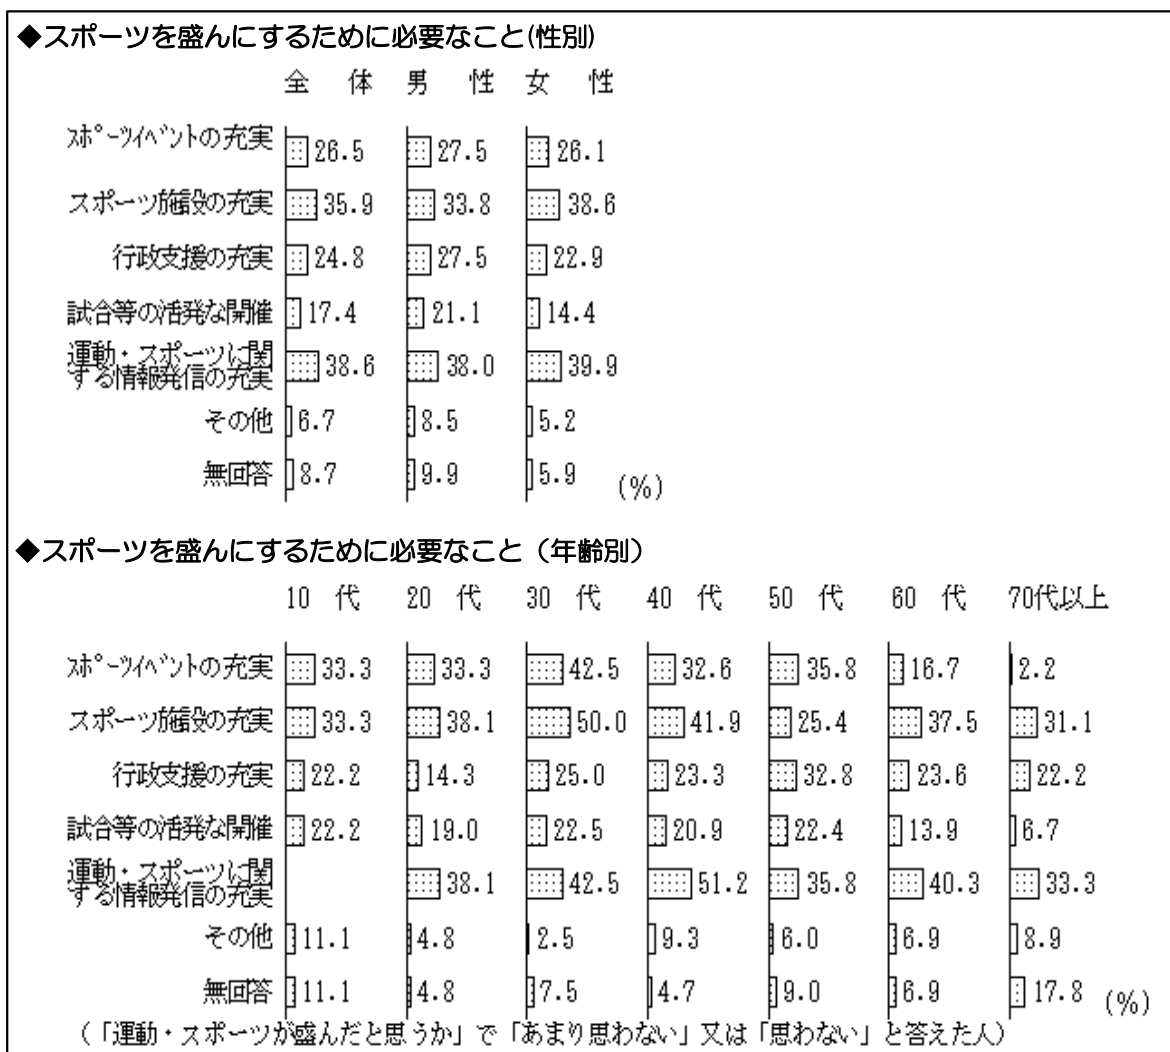 ◆スポーツを盛んにするために必要なこと(性別)
全 体 男 性 女 性
スポーツイベントの充実 26.5 27.5 26.1
スポーツ施設の充実 35.9 33.8 38.6
行政支援の充実 24.8 27.5 22.9
試合等の活発な開催 17.4 21.1 14.4
運動・スポーツに関
する情報発信の充実 38.6 38.0 39.9
その他 6.7 8.5 5.2
無回答 8.7 9.9 5.9 (%)
◆スポーツを盛んにするために必要なこと（年齢別）
10 代 20 代 30 代 40 代 50 代 60 代 70代以上
スポーツイベントの充実 33.3 33.3 42.5 32.6 35.8 16.7 2.2
スポーツ施設の充実 33.3 38.1 50.0 41.9 25.4 37.5 31.1
行政支援の充実 22.2 14.3 25.0 23.3 32.8 23.6 22.2
試合等の活発な開催 22.2 19.0 22.5 20.9 22.4 13.9 6.7
運動・スポーツに関
する情報発信の充実 38.1 42.5 51.2 35.8 40.3 33.3
その他 11.1 4.8 2.5 9.3 6.0 6.9 8.9
無回答 11.1 4.8 7.5 4.7 9.0 6.9 17.8 (%)
（「運動・スポーツが盛んだと思うか」で「あまり思わない」又は「思わない」と答えた人）